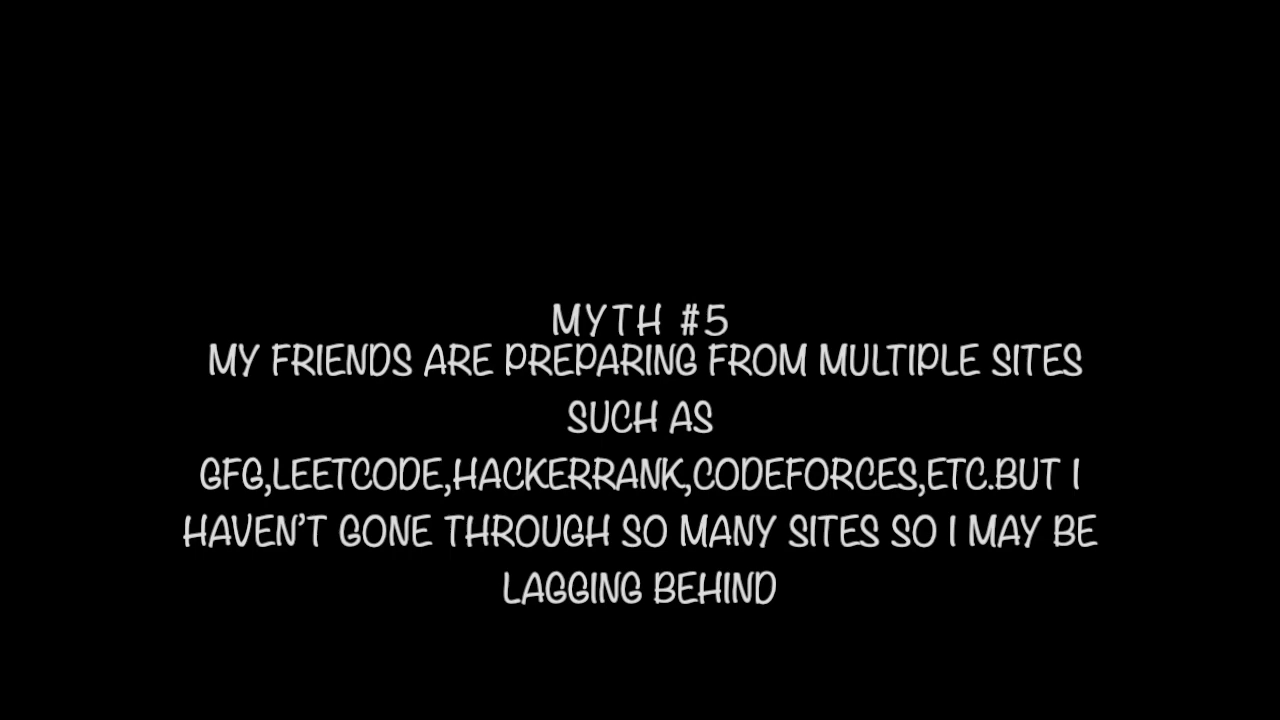 MYTH #5
MY FRIENDS ARE PREPARING FROM MULTIPLE SITES
SUCH AS
GFG,LEETCODE,HACKERRANK,CODEFORCES,ETC.BUT I
HAVEN'T GONE THROUGH SO MANY SITES SO I MAY BE
LAGGING BEHIND